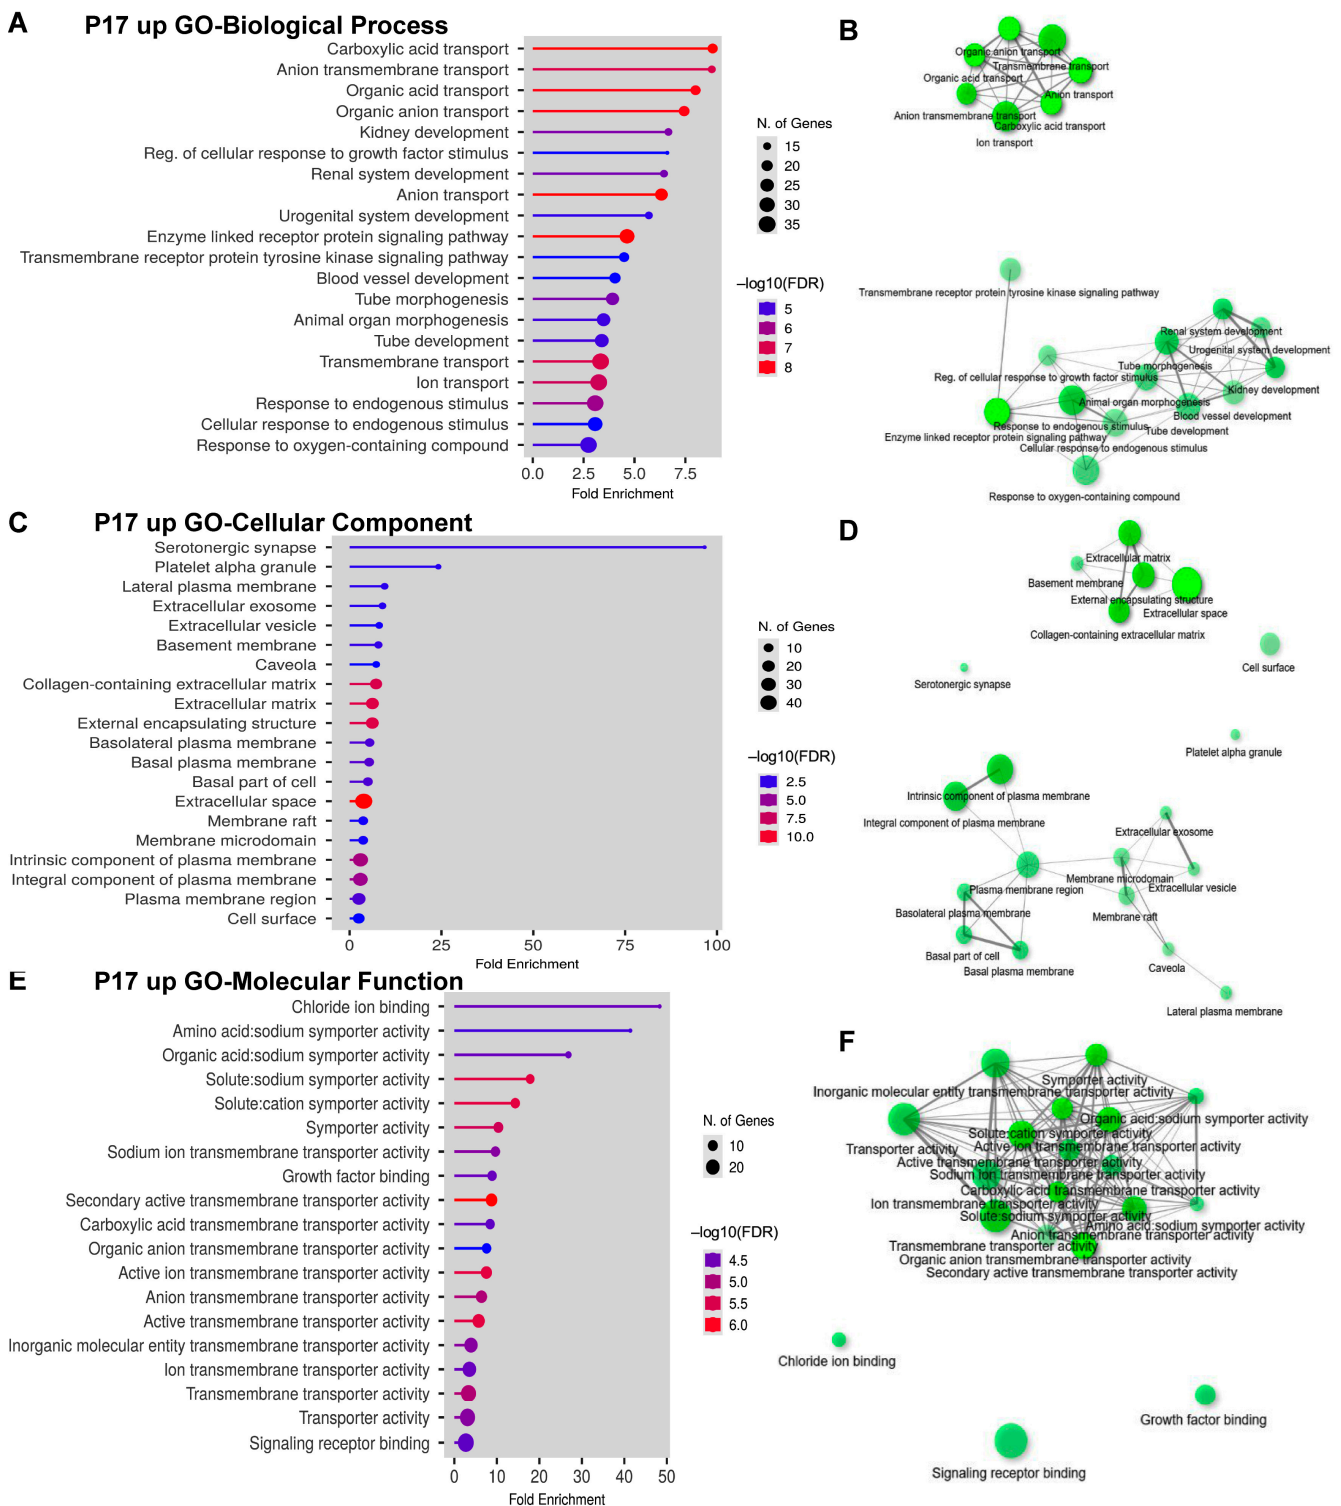 A
P17 up GO-Biological Process
Carboxylic acid transport
Anion transmembrane transport
Organic acid transport
Organic anion transport
Kidney development
Reg. of cellular response to growth factor stimulus
Renal system development
Anion transport
Urogenital system development
Enzyme linked receptor protein signaling pathway
Transmembrane receptor protein tyrosine kinase signaling pathway
Blood vessel development
Tube morphogenesis
Animal organ morphogenesis
Tube development
Transmembrane transport
Ion transport
Response to endogenous stimulus
Cellular response to endogenous stimulus
Response to oxygen-containing compound
0.0 2.5 5.0 7.5
Fold Enrichment
N. of Genes
15
20
25
30
35
−log10(FDR)
5
6
7
8
B
Organic anion transport
Transmembrane transport
Organic acid transport
Anion transport
Anion transmembrane transport
Carboxylic acid transport
Ion transport
Transmembrane receptor protein tyrosine kinase signaling pathway
Renal system development
Urogenital system development
Tube morphogenesis
Reg. of cellular response to growth factor stimulus
Kidney development
Animal organ morphogenesis
Blood vessel development
Response to endogenous stimulus
Tube development
Enzyme linked receptor protein signaling pathway
Cellular response to endogenous stimulus
Response to oxygen-containing compound
C
P17 up GO-Cellular Component
Serotonergic synapse
Platelet alpha granule
Lateral plasma membrane
Extracellular exosome
Extracellular vesicle
Basement membrane
Caveola
Collagen-containing extracellular matrix
Extracellular matrix
External encapsulating structure
Basolateral plasma membrane
Basal plasma membrane
Basal part of cell
Extracellular space
Membrane raft
Membrane microdomain
Intrinsic component of plasma membrane
Integral component of plasma membrane
Plasma membrane region
Cell surface
0 25 50 75 100
Fold Enrichment
N. of Genes
10
20
30
40
−log10(FDR)
2.5
5.0
7.5
10.0
D
Extracellular matrix
Basement membrane
External encapsulating structure
Extracellular space
Collagen-containing extracellular matrix
Cell surface
Serotonergic synapse
Platelet alpha granule
Intrinsic component of plasma membrane
Integral component of plasma membrane
Extracellular exosome
Membrane microdomain
Extracellular vesicle
Plasma membrane region
Basolateral plasma membrane
Membrane raft
Basal part of cell
Basal plasma membrane
Caveola
Lateral plasma membrane
E
P17 up GO-Molecular Function
Chloride ion binding
Amino acid:sodium symporter activity
Organic acid:sodium symporter activity
Solute:sodium symporter activity
Solute:cation symporter activity
Symporter activity
Sodium ion transmembrane transporter activity
Growth factor binding
Secondary active transmembrane transporter activity
Carboxylic acid transmembrane transporter activity
Organic anion transmembrane transporter activity
Active ion transmembrane transporter activity
Anion transmembrane transporter activity
Active transmembrane transporter activity
Inorganic molecular entity transmembrane transporter activity
Ion transmembrane transporter activity
Transmembrane transporter activity
Transporter activity
Signaling receptor binding
0 10 20 30 40 50
Fold Enrichment
N. of Genes
10
20
−log10(FDR)
4.5
5.0
5.5
6.0
F
Symporter activity
Inorganic molecular entity transmembrane transporter activity
Organic acid:sodium symporter activity
Solute:cation symporter activity
Transporter activity
Active ion transmembrane transporter activity
Active transmembrane transporter activity
Sodium ion transmembrane transporter activity
Carboxylic acid transmembrane transporter activity
Ion transmembrane transporter activity
Solute:sodium symporter activity
Amino acid:sodium symporter activity
Anion transmembrane transporter activity
Transmembrane transporter activity
Organic anion transmembrane transporter activity
Secondary active transmembrane transporter activity
Chloride ion binding
Growth factor binding
Signaling receptor binding